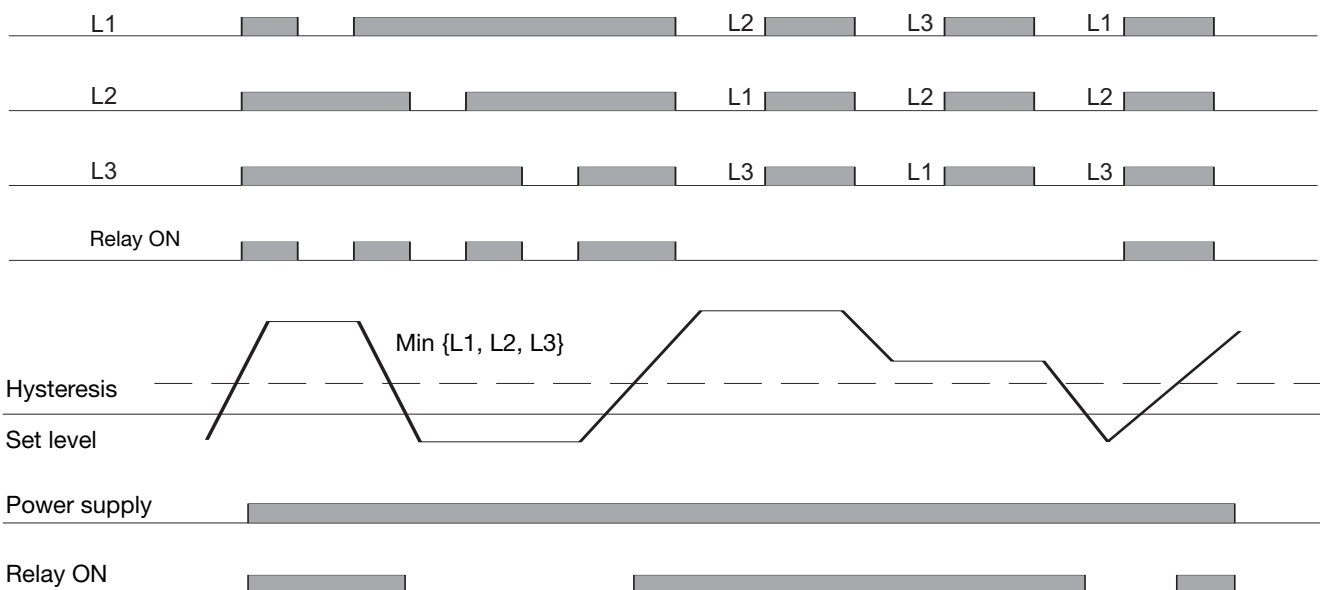 L1 L2 L3 L1
L2 L1 L2 L2
L3 L3 L1 L3
Relay ON
Min {L1, L2, L3}
Hysteresis
Set level
Power supply
Relay ON